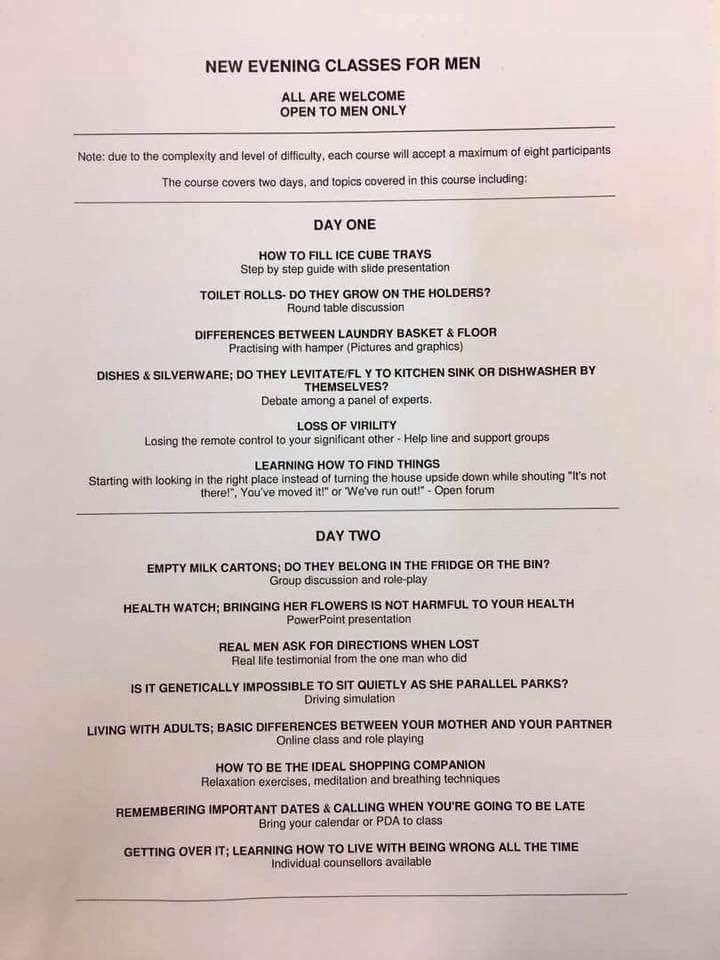 NEW EVENING CLASSES FOR MEN
ALL ARE WELCOME
OPEN TO MEN ONLY
Note: due to the complexity and level of difficulty, each course will accept a maximum of eight participants
The course covers two days, and topics covered in this course including:
DAY ONE
HOW TO FILL ICE CUBE TRAYS
Step by step guide with slide presentation
TOILET ROLLS- DO THEY GROW ON THE HOLDERS?
Round table discussion
DIFFERENCES BETWEEN LAUNDRY BASKET & FLOOR
Practising with hamper (Pictures and graphics)
DISHES & SILVERWARE; DO THEY LEVITATE/FL Y TO KITCHEN SINK OR DISHWASHER BY
THEMSELVES?
Debate among a panel of experts.
LOSS OF VIRILITY
Losing the remote control to your significant other - Help line and support groups
LEARNING HOW TO FIND THINGS
Starting with looking in the right place instead of turning the house upside down while shouting "It's not
there!", You've moved it!" or 'We've run out!" - Open forum
DAY TWO
EMPTY MILK CARTONS; DO THEY BELONG IN THE FRIDGE OR THE BIN?
Group discussion and role-play
HEALTH WATCH; BRINGING HER FLOWERS IS NOT HARMFUL TO YOUR HEALTH
PowerPoint presentation
REAL MEN ASK FOR DIRECTIONS WHEN LOST
Real life testimonial from the one man who did
IS IT GENETICALLY IMPOSSIBLE TO SIT QUIETLY AS SHE PARALLEL PARKS?
Driving simulation
LIVING WITH ADULTS; BASIC DIFFERENCES BETWEEN YOUR MOTHER AND YOUR PARTNER
Online class and role playing
HOW TO BE THE IDEAL SHOPPING COMPANION
Relaxation exercises, meditation and breathing techniques
REMEMBERING IMPORTANT DATES & CALLING WHEN YOU'RE GOING TO BE LATE
Bring your calendar or PDA to class
GETTING OVER IT; LEARNING HOW TO LIVE WITH BEING WRONG ALL THE TIME
Individual counsellors available